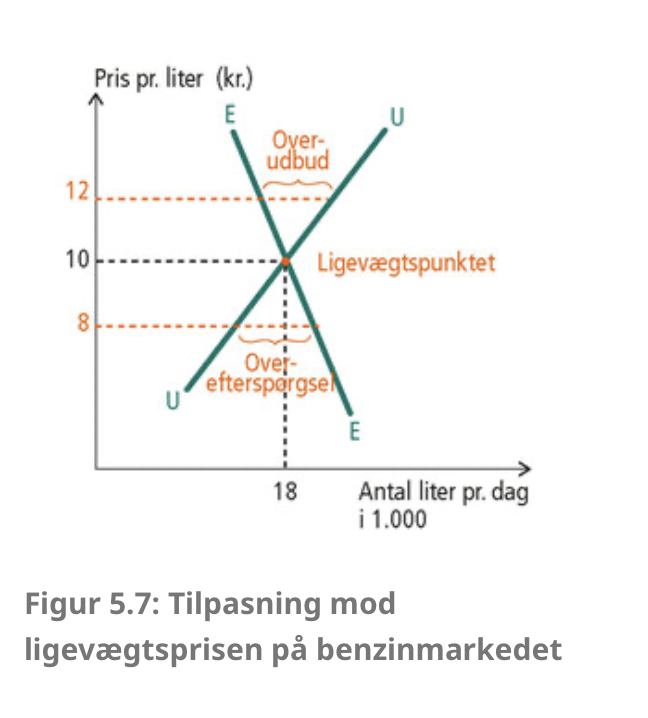 Pris pr. liter (kr.)
E
U
Over-
udbud
12
10
Ligevægtspunktet
8
Over-
efterspørgsel
U
E
18
Antal liter pr. dag
i 1.000
Figur 5.7: Tilpasning mod
ligevægtsprisen på benzinmarkedet